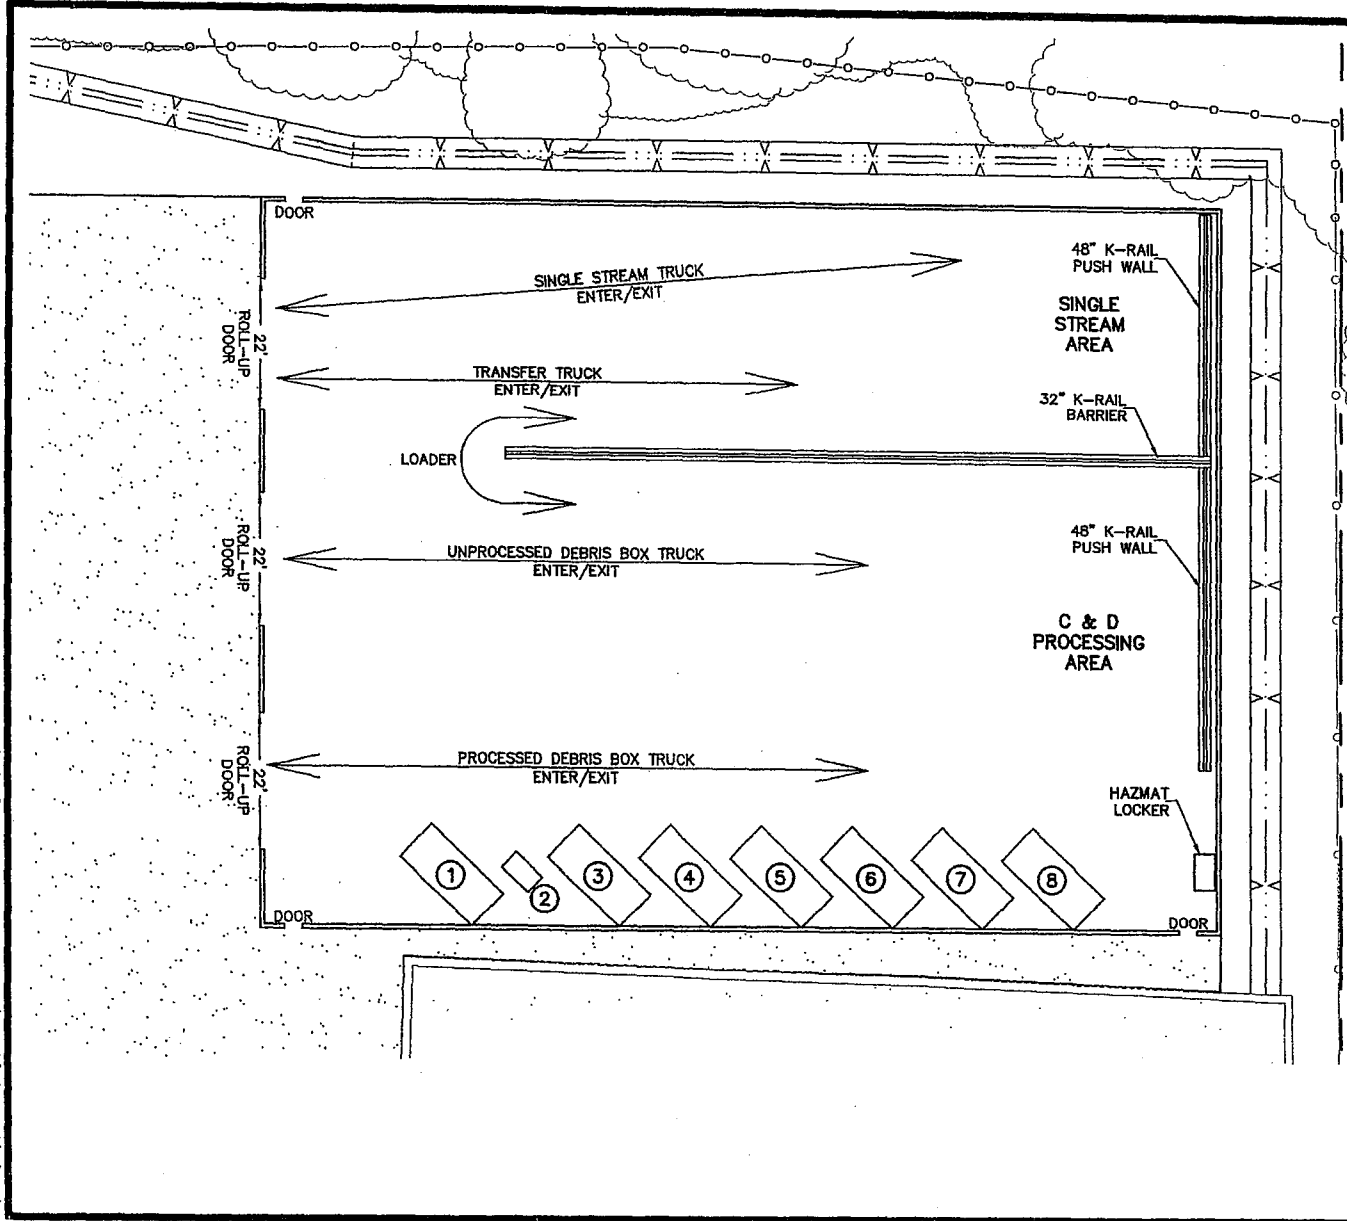 DOOR
48" K-RAIL
PUSH WALL
SINGLE STREAM TRUCK
ENTER/EXIT
SINGLE
STREAM
AREA
22'
ROLL-UP
DOOR
TRANSFER TRUCK
ENTER/EXIT
32" K-RAIL
BARRIER
LOADER
48" K-RAIL
PUSH WALL
22'
ROLL-UP
DOOR
UNPROCESSED DEBRIS BOX TRUCK
ENTER/EXIT
C & D
PROCESSING
AREA
22'
ROLL-UP
DOOR
PROCESSED DEBRIS BOX TRUCK
ENTER/EXIT
HAZMAT
LOCKER
1
2
3
4
5
6
7
8
DOOR
DOOR